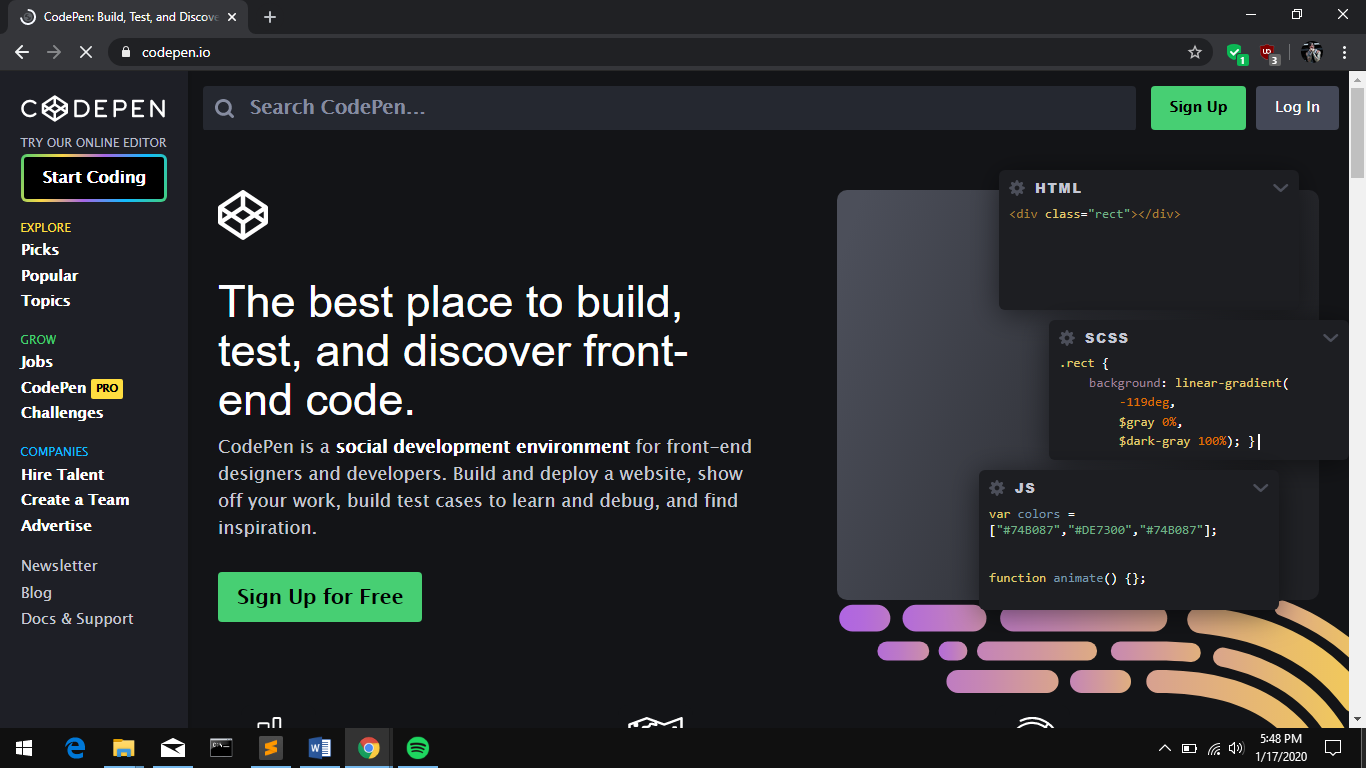 CodePen: Build, Test, and Discove
codepen.io
1
UD
3
CODEPEN
TRY OUR ONLINE EDITOR
Start Coding
EXPLORE
Picks
Popular
Topics
GROW
Jobs
CodePen PRO
Challenges
COMPANIES
Hire Talent
Create a Team
Advertise
Newsletter
Blog
Docs & Support
Search CodePen...
Sign Up
Log In
The best place to build,
test, and discover front-
end code.
CodePen is a social development environment for front-end
designers and developers. Build and deploy a website, show
off your work, build test cases to learn and debug, and find
inspiration.
Sign Up for Free
HTML
<div class="rect"></div>
SCSS
.rect {
background: linear-gradient(
-119deg,
$gray 0%,
$dark-gray 100%); }
JS
var colors =
["#74B087","#DE7300","#74B087"];
function animate() {};
5:48 PM
1/17/2020